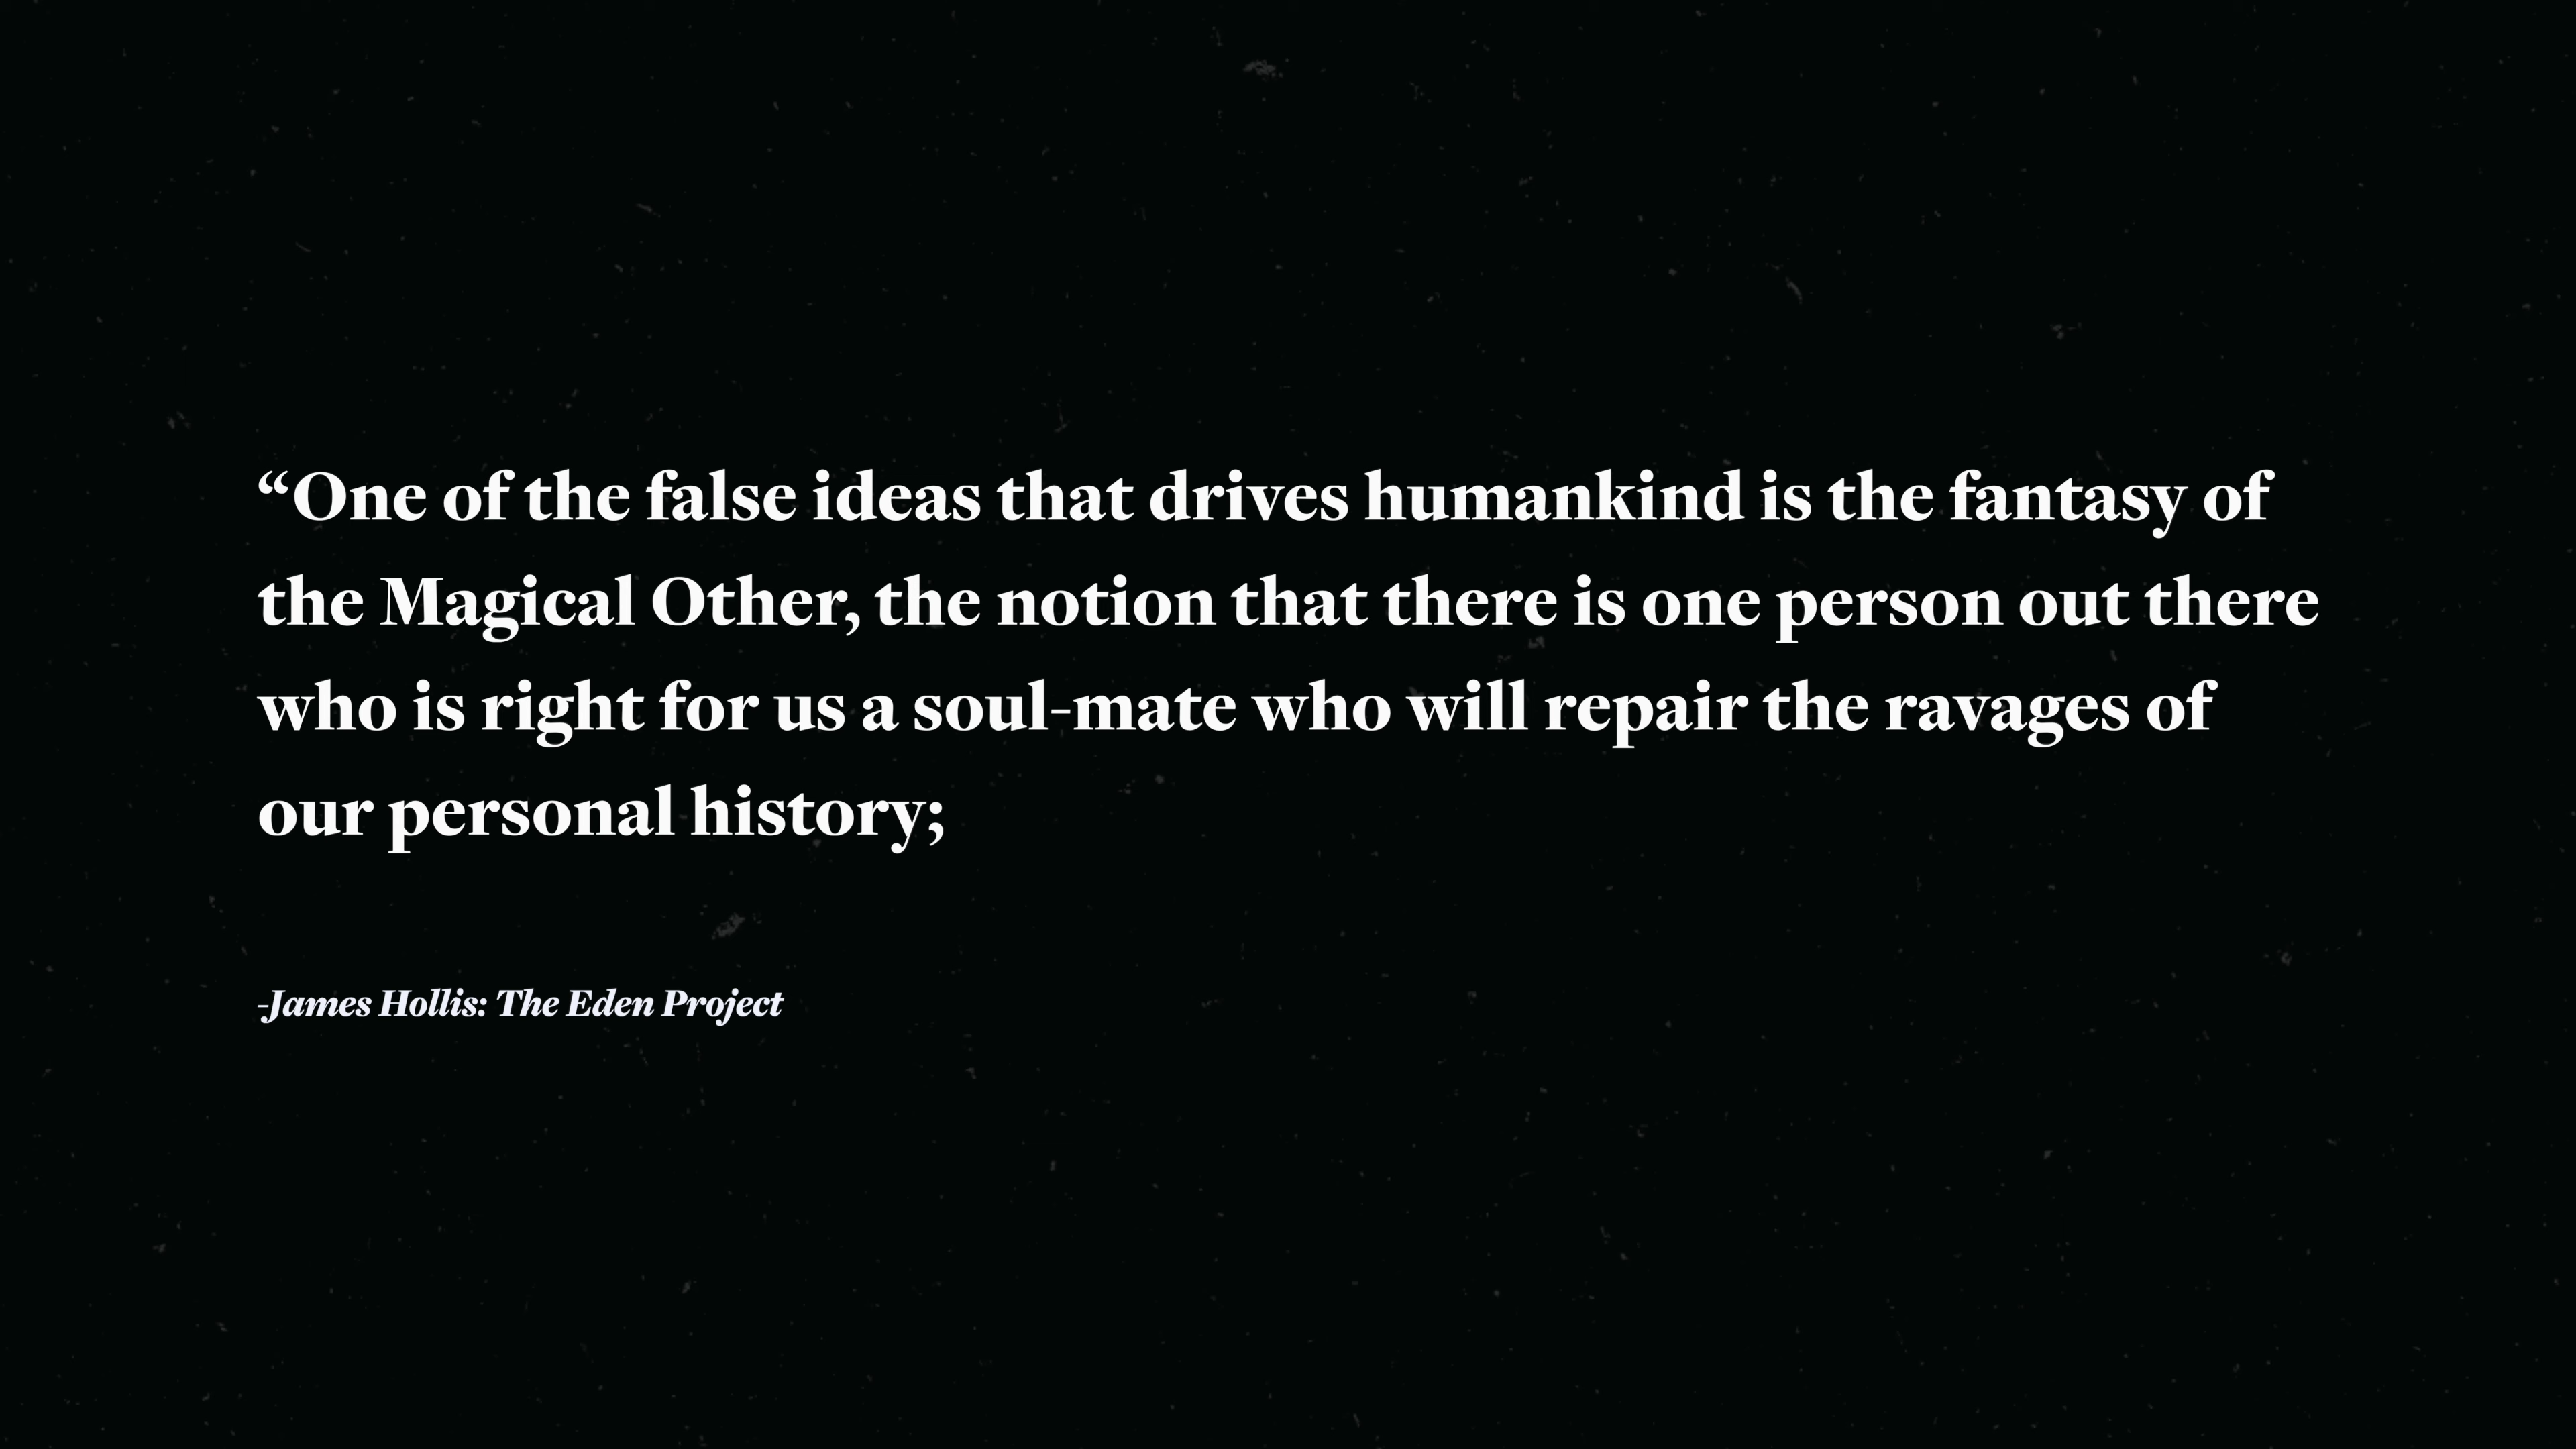 “One of the false ideas that drives humankind is the fantasy of
the Magical Other, the notion that there is one person out there
who is right for us a soul-mate who will repair the ravages of
our personal history;
-James Hollis: The Eden Project